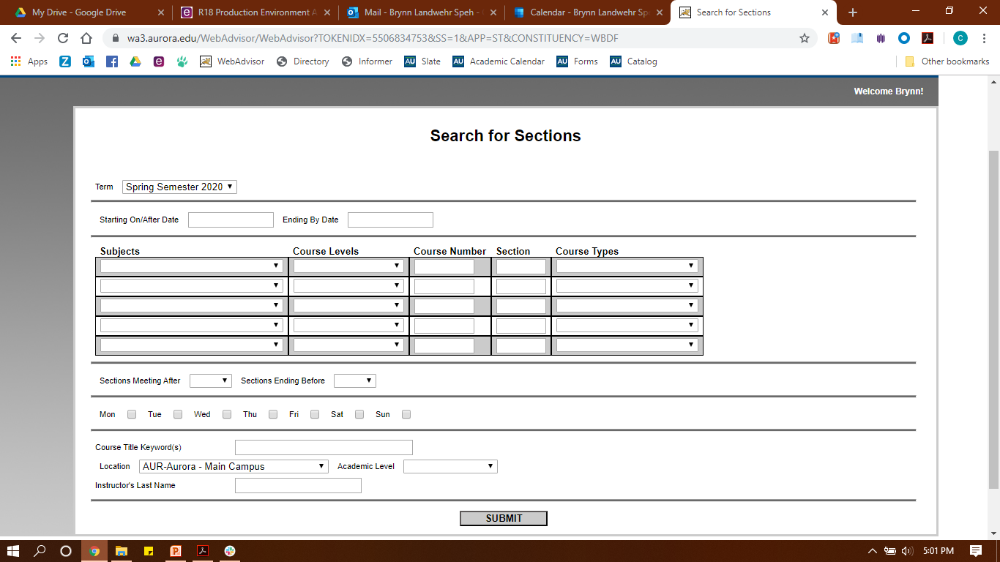 My Drive - Google Drive
R18 Production Environment A
Mail - Brynn Landwehr Speh -
Calendar - Brynn Landwehr Sp
Search for Sections
wa3.aurora.edu/WebAdvisor/WebAdvisor?TOKENIDX=5506834753&SS=1&APP=ST&CONSTITUENCY=WBDF
C
Apps
WebAdvisor
Directory
Informer
AU Slate
AU Academic Calendar
AU Forms
AU Catalog
Other bookmarks
Welcome Brynn!
Search for Sections
Term Spring Semester 2020
Starting On/After Date Ending By Date
Subjects Course Levels Course Number Section Course Types
Sections Meeting After Sections Ending Before
Mon Tue Wed Thu Fri Sat Sun
Course Title Keyword(s)
Location AUR-Aurora - Main Campus Academic Level
Instructor's Last Name
SUBMIT
5:01 PM